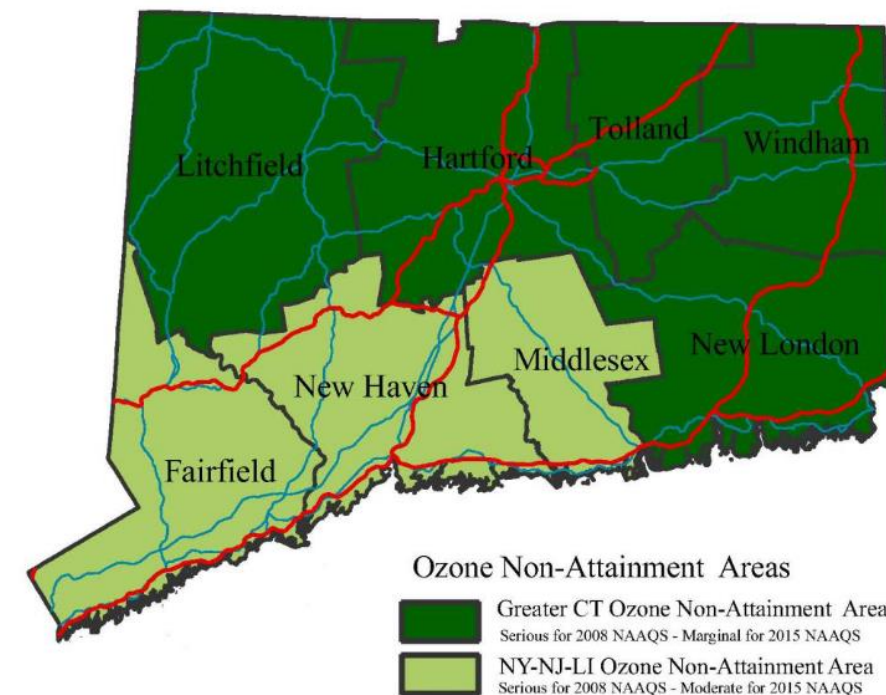 Tolland
Hartford
Windham
Litchfield
New London
Middlesex
New Haven
Fairfield
Ozone Non-Attainment Areas
Greater CT Ozone Non-Attainment Area
Serious for 2008 NAAQS - Marginal for 2015 NAAQS
NY-NJ-LI Ozone Non-Attainment Area
Serious for 2008 NAAQS - Moderate for 2015 NAAQS